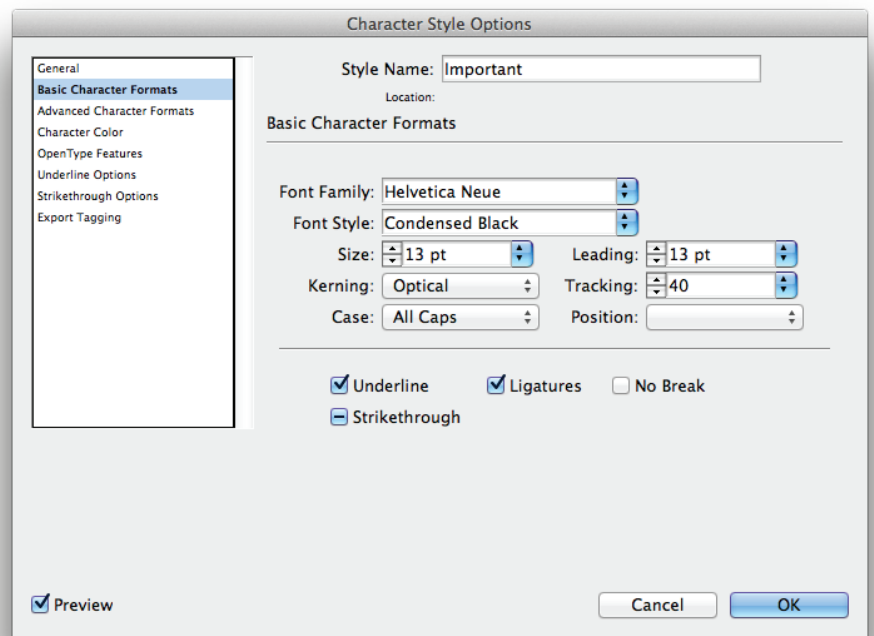 Character Style Options
General
Basic Character Formats
Advanced Character Formats
Character Color
OpenType Features
Underline Options
Strikethrough Options
Export Tagging
Style Name: Important
Location:
Basic Character Formats
Font Family: Helvetica Neue
Font Style: Condensed Black
Size: 13 pt Leading: 13 pt
Kerning: Optical Tracking: 40
Case: All Caps Position:
Underline Ligatures No Break
Strikethrough
Preview Cancel OK